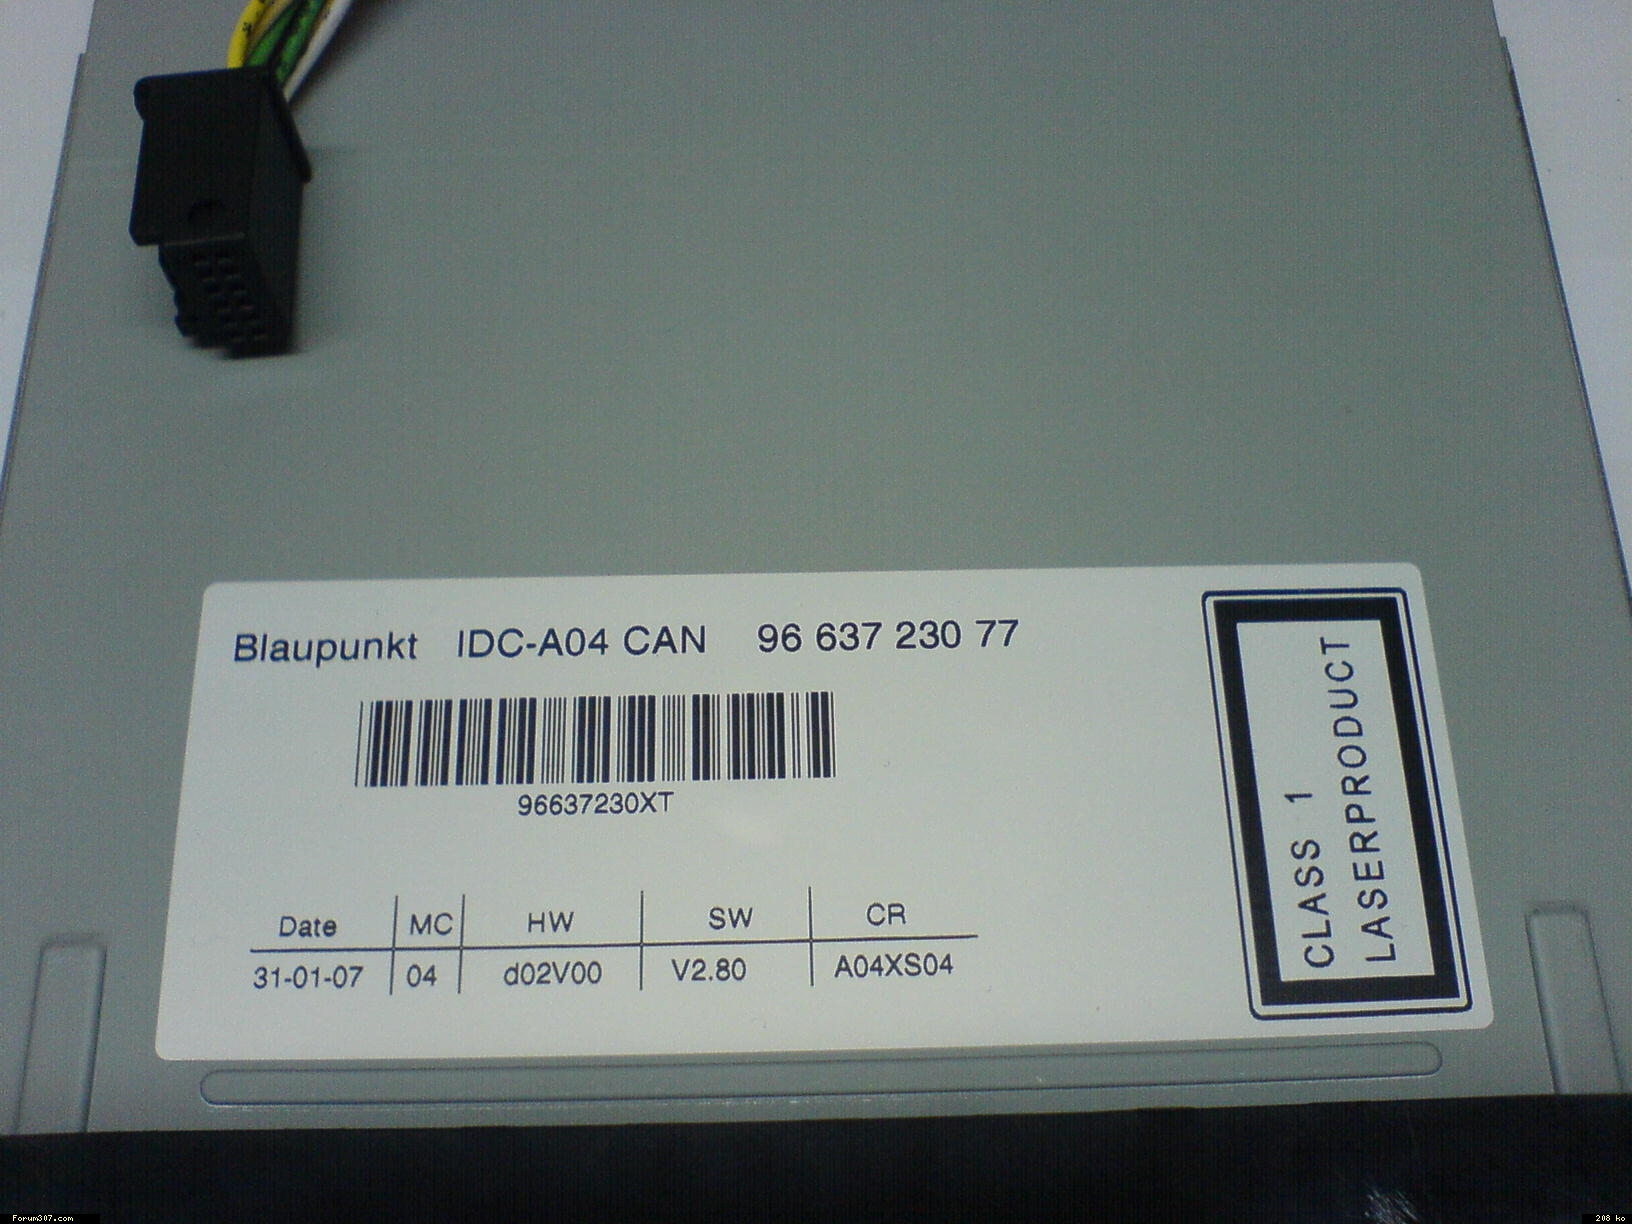 Blaupunkt IDC-A04 CAN 96 637 230 77
96637230XT
Date MC HW SW CR
31-01-07 04 d02V00 V2.80 A04XS04
CLASS 1
LASERPRODUCT
Forum307.com
208 ko